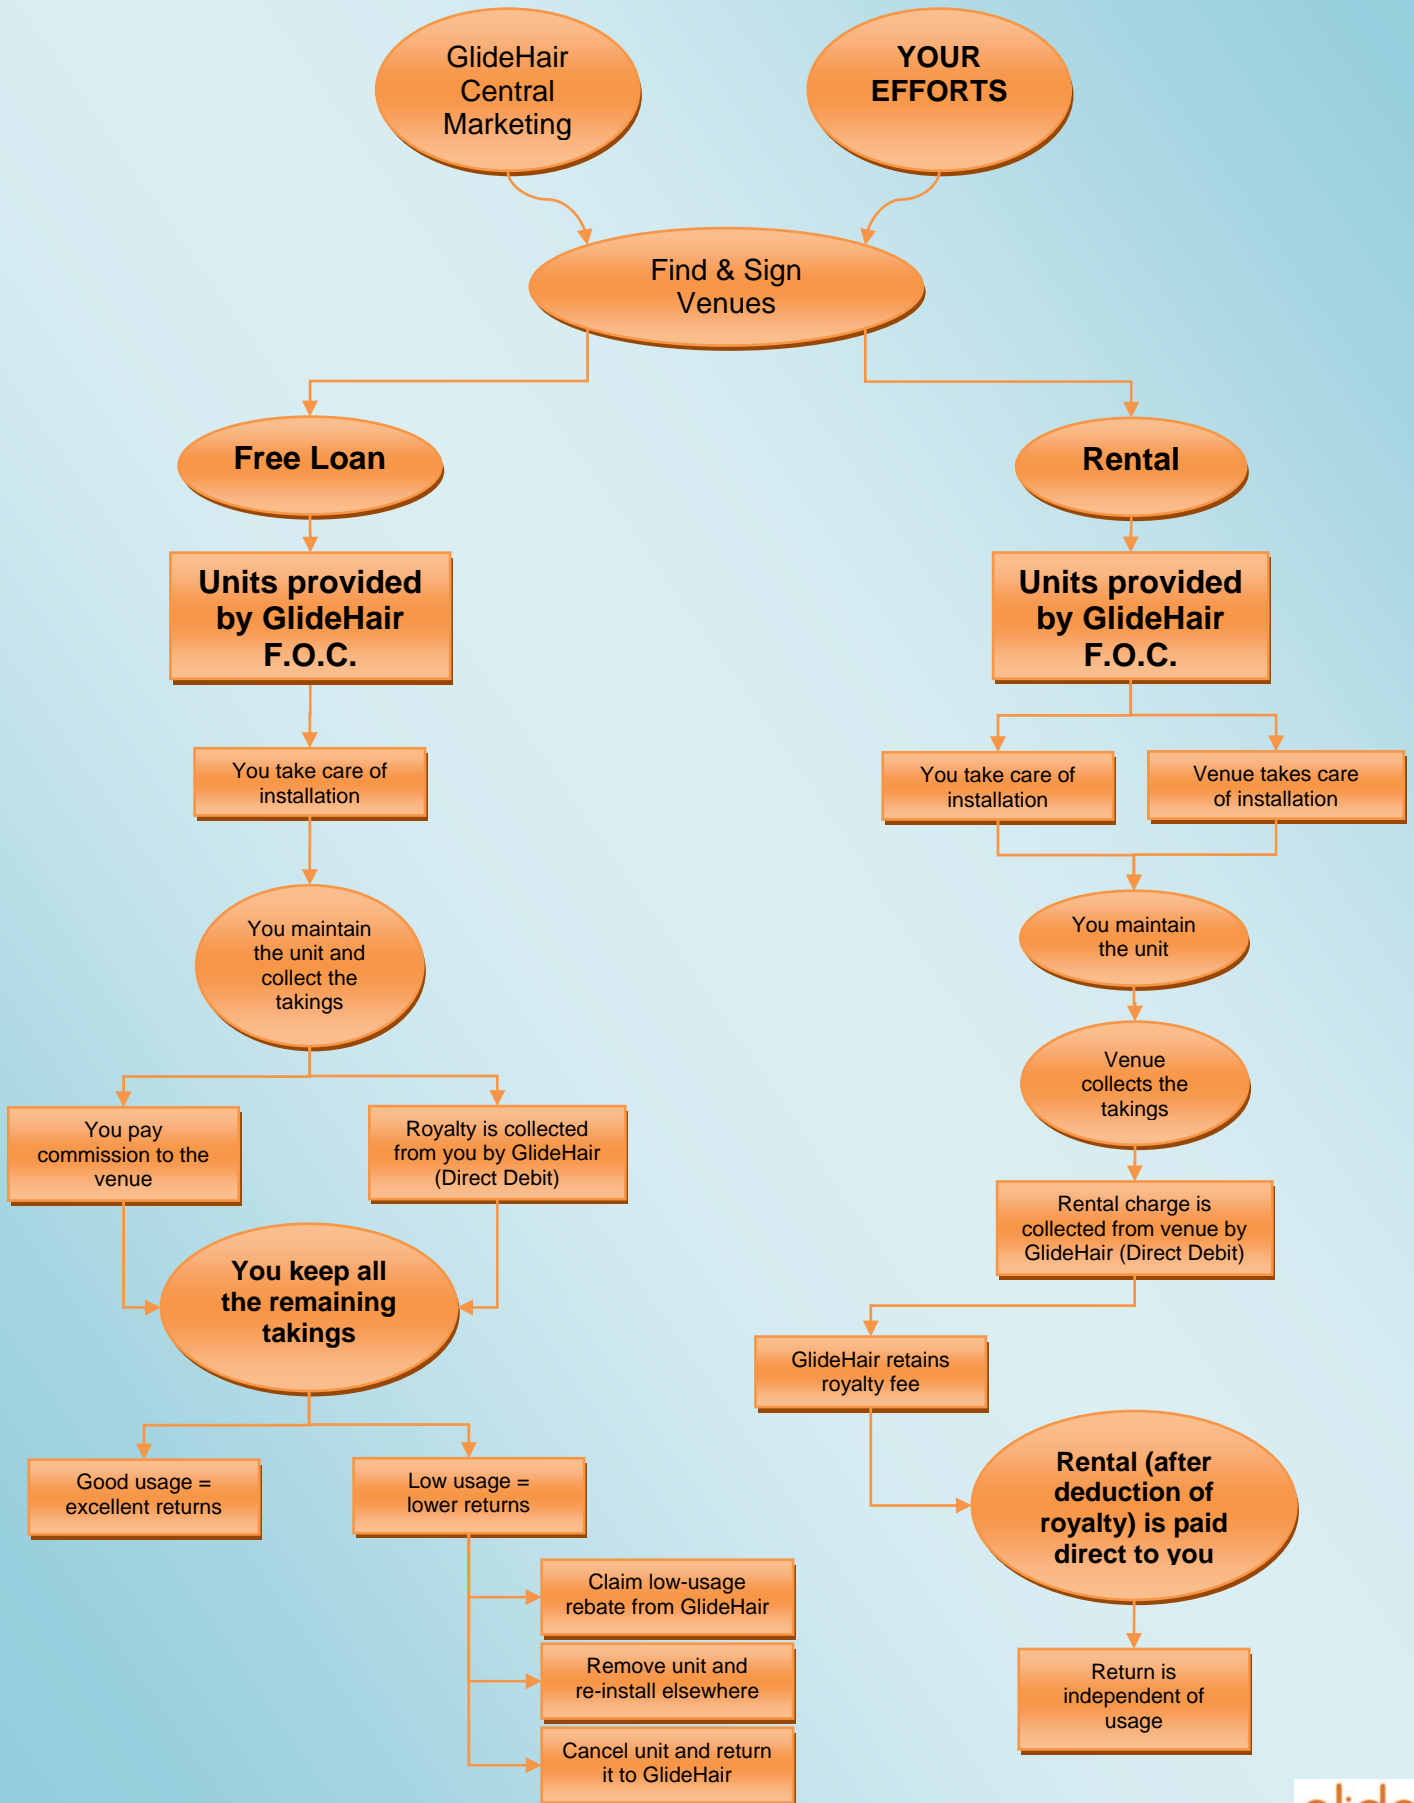 GlideHair
Central
Marketing
YOUR
EFFORTS
Find & Sign
Venues
Free Loan
Rental
Units provided
by GlideHair
F.O.C.
Units provided
by GlideHair
F.O.C.
You take care of
installation
You take care of
installation
Venue takes care
of installation
You maintain
the unit and
collect the
takings
You maintain
the unit
Venue
collects the
takings
You pay
commission to the
venue
Royalty is collected
from you by GlideHair
(Direct Debit)
Rental charge is
collected from venue by
GlideHair (Direct Debit)
You keep all
the remaining
takings
GlideHair retains
royalty fee
Good usage =
excellent returns
Low usage =
lower returns
Rental (after
deduction of
royalty) is paid
direct to you
Claim low-usage
rebate from GlideHair
Remove unit and
re-install elsewhere
Cancel unit and return
it to GlideHair
Return is
independent of
usage